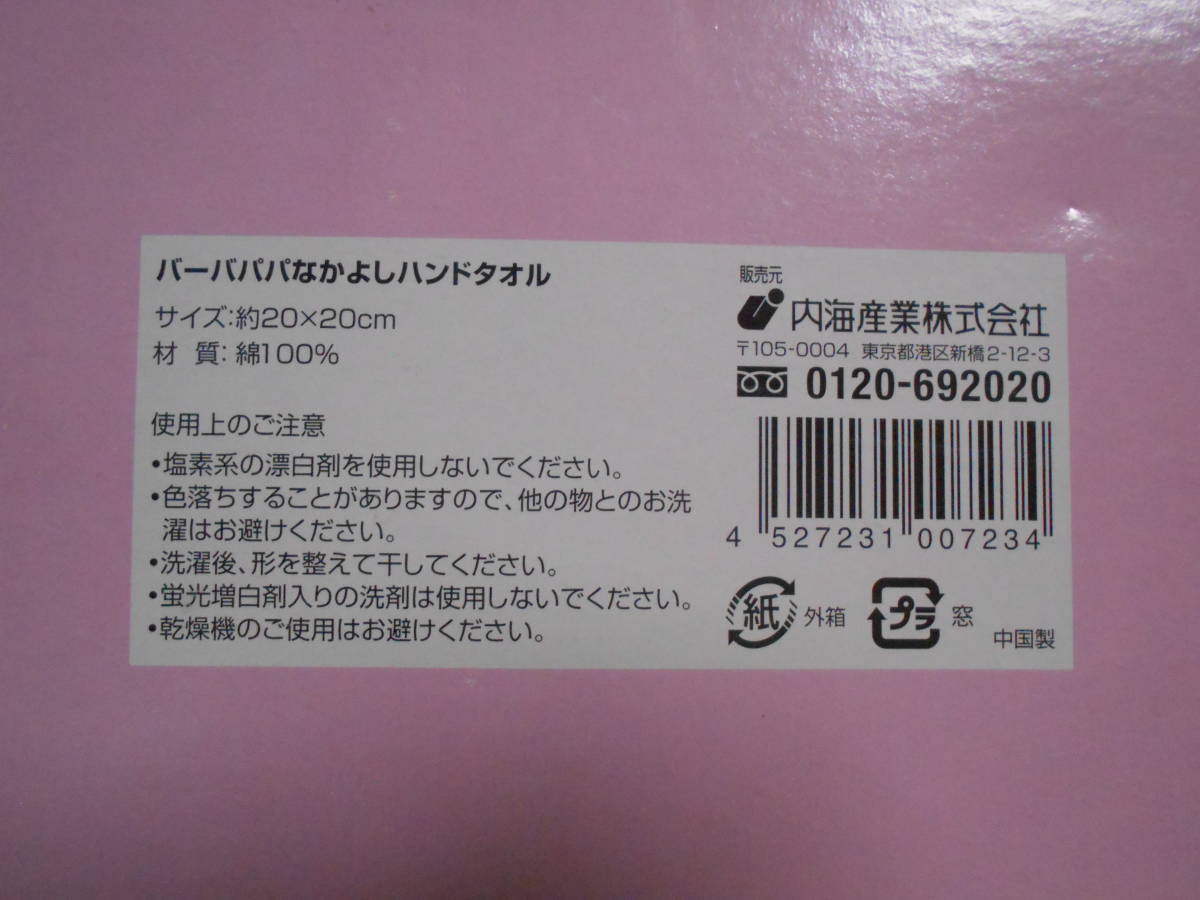 バーバパパなかよしハンドタオル
サイズ:約20×20cm
材 質: 綿100%
使用上のご注意
•塩素系の漂白剤を使用しないでください。
•色落ちすることがありますので、他の物とのお洗
濯はお避けください。
•洗濯後、形を整えて干してください。
•蛍光増白剤入りの洗剤は使用しないでください。
•乾燥機のご使用はお避けください。
販売元
内海産業株式会社
〒105-0004 東京都港区新橋2-12-3
0120-692020
4 527231 007234
紙 外箱
プラ 窓
中国製